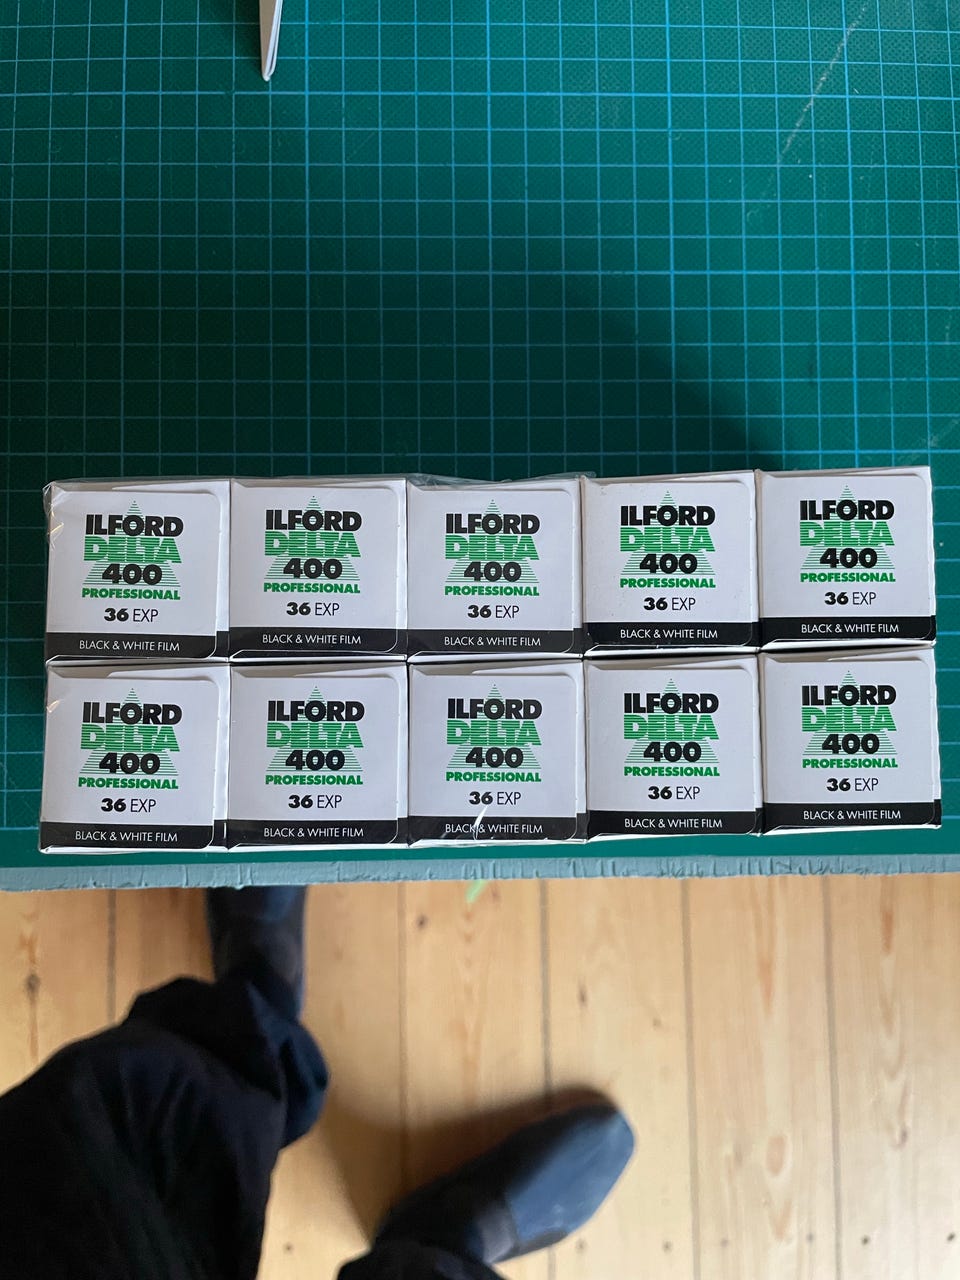 ILFORD
DELTA
400
PROFESSIONAL
36 EXP
BLACK & WHITE FILM
ILFORD
DELTA
400
PROFESSIONAL
36 EXP
BLACK & WHITE FILM
ILFORD
DELTA
400
PROFESSIONAL
36 EXP
BLACK & WHITE FILM
ILFORD
DELTA
400
PROFESSIONAL
36 EXP
BLACK & WHITE FILM
ILFORD
DELTA
400
PROFESSIONAL
36 EXP
BLACK & WHITE FILM
ILFORD
DELTA
400
PROFESSIONAL
36 EXP
BLACK & WHITE FILM
ILFORD
DELTA
400
PROFESSIONAL
36 EXP
BLACK & WHITE FILM
ILFORD
DELTA
400
PROFESSIONAL
36 EXP
BLACK & WHITE FILM
ILFORD
DELTA
400
PROFESSIONAL
36 EXP
BLACK & WHITE FILM
ILFORD
DELTA
400
PROFESSIONAL
36 EXP
BLACK & WHITE FILM